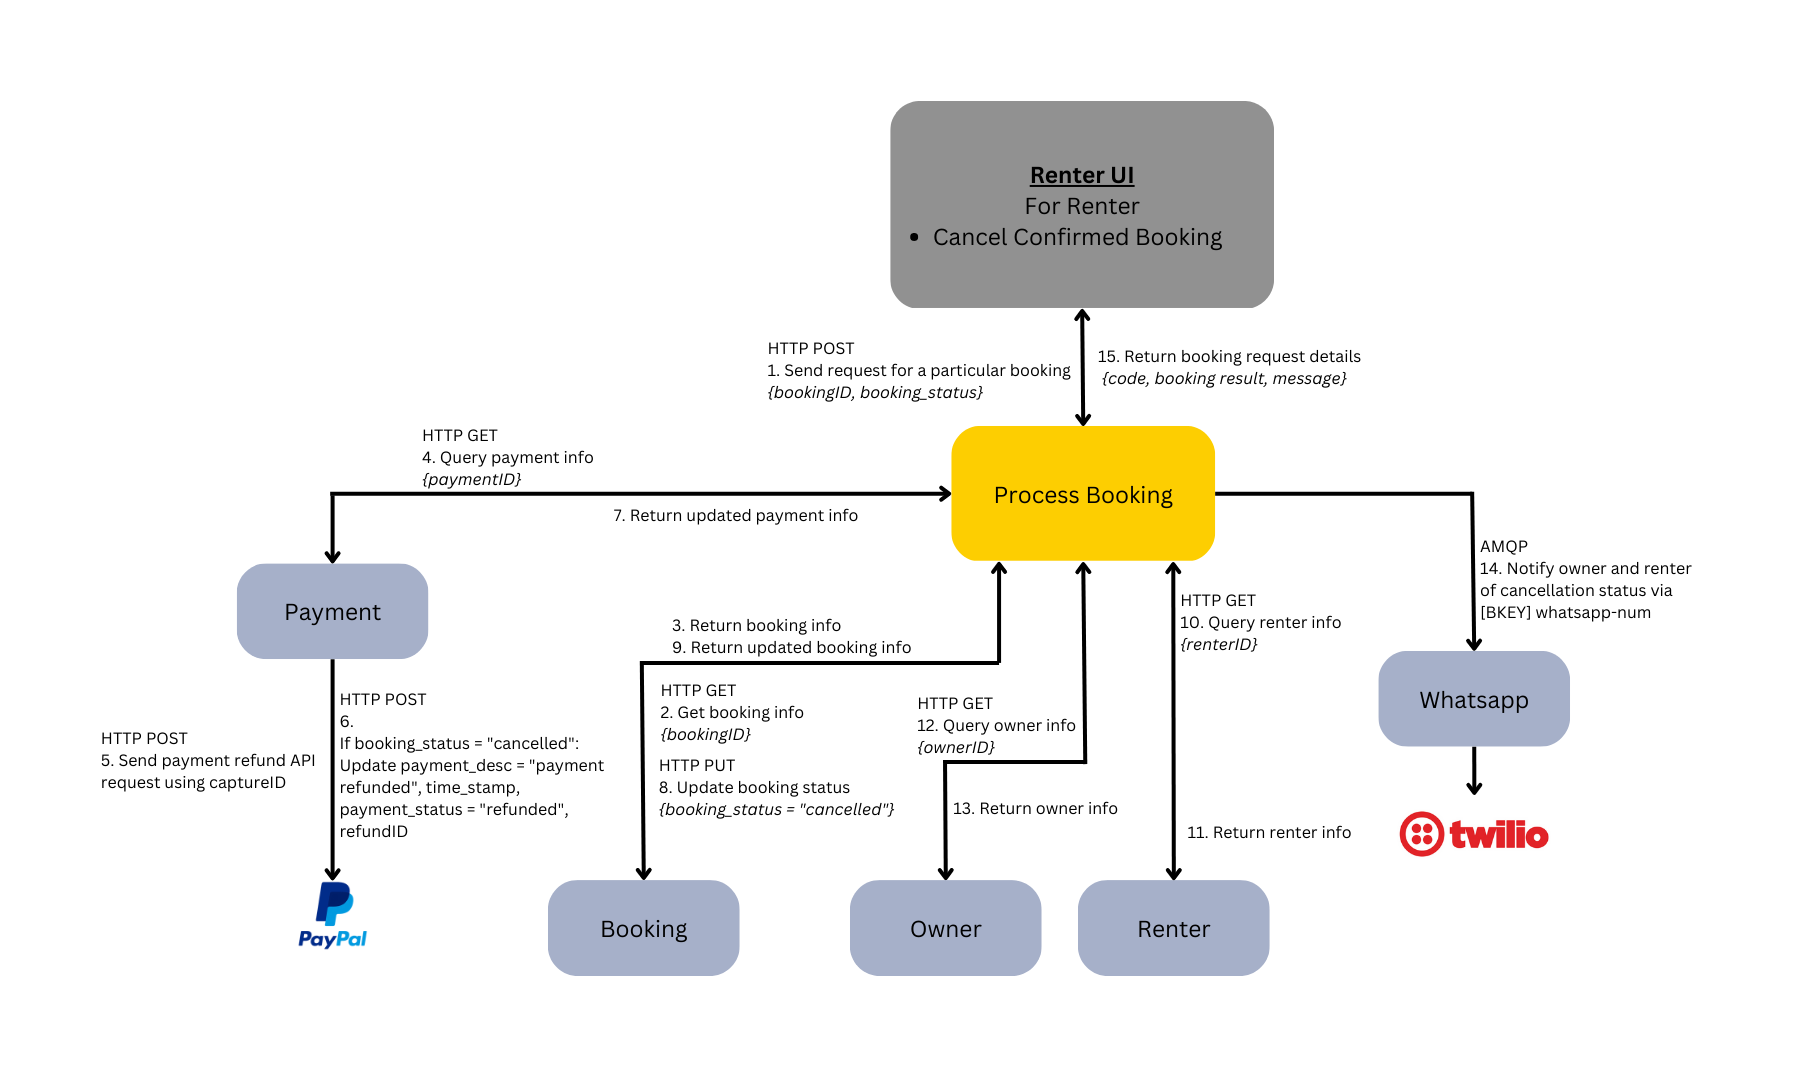 Renter UI
For Renter
• Cancel Confirmed Booking
HTTP POST
1. Send request for a particular booking
{bookingID, booking_status}
15. Return booking request details
{code, booking result, message}
HTTP GET
4. Query payment info
{paymentID}
7. Return updated payment info
Process Booking
AMQP
14. Notify owner and renter
of cancellation status via
[BKEY] whatsapp-num
Payment
3. Return booking info
9. Return updated booking info
HTTP GET
10. Query renter info
{renterID}
HTTP POST
5. Send payment refund API
request using captureID
HTTP POST
6.
If booking_status = "cancelled":
Update payment_desc = "payment
refunded", time_stamp,
payment_status = "refunded",
refundID
HTTP GET
2. Get booking info
{bookingID}
HTTP PUT
8. Update booking status
{booking_status = "cancelled"}
HTTP GET
12. Query owner info
{ownerID}
13. Return owner info
11. Return renter info
Whatsapp
twilio
PayPal
Booking
Owner
Renter